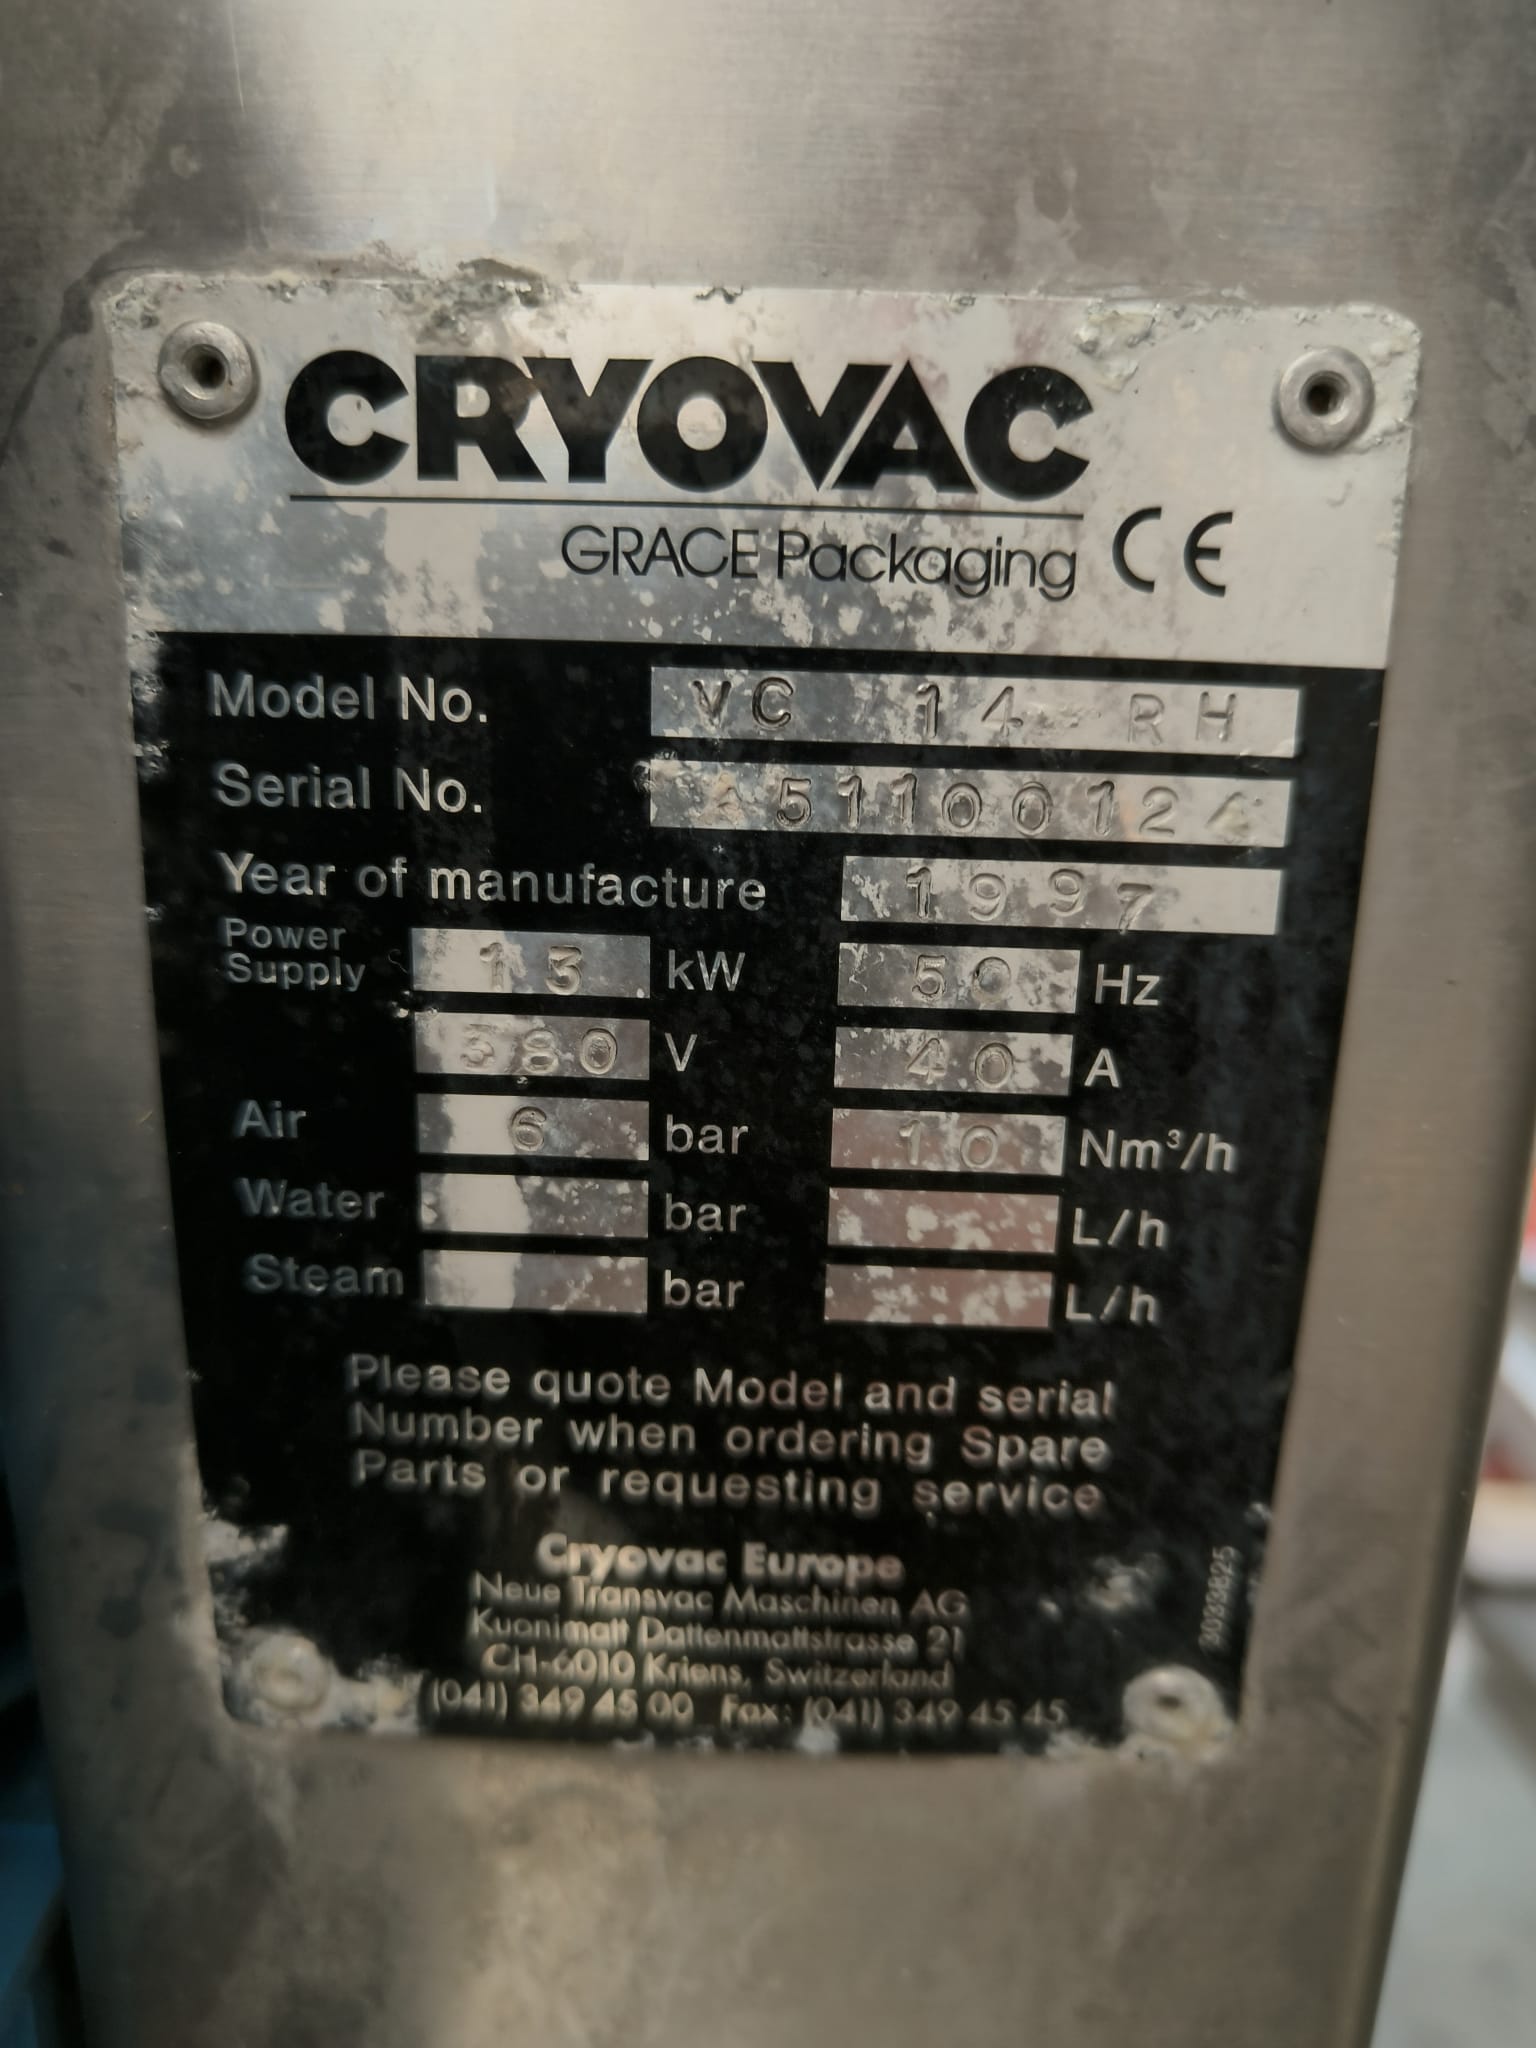 CRYOVAC
GRACE Packaging CE
Model No. VC 14 RH
Serial No.
Year of manufacture 1997
Power
Supply 13 kW 50 Hz
380 V 40 A
Air 6 bar 10 Nm³/h
Water bar L/h
Steam bar L/h
Please quote Model and serial
Number when ordering Spare
Parts or requesting service
Cryovac Europe
Neue Transvac Maschinen AG
Kuonimatt Dattenmattstrasse 21
CH-6010 Kriens, Switzerland
(041) 349 45 00 Fax: (041) 349 45 45
3033825